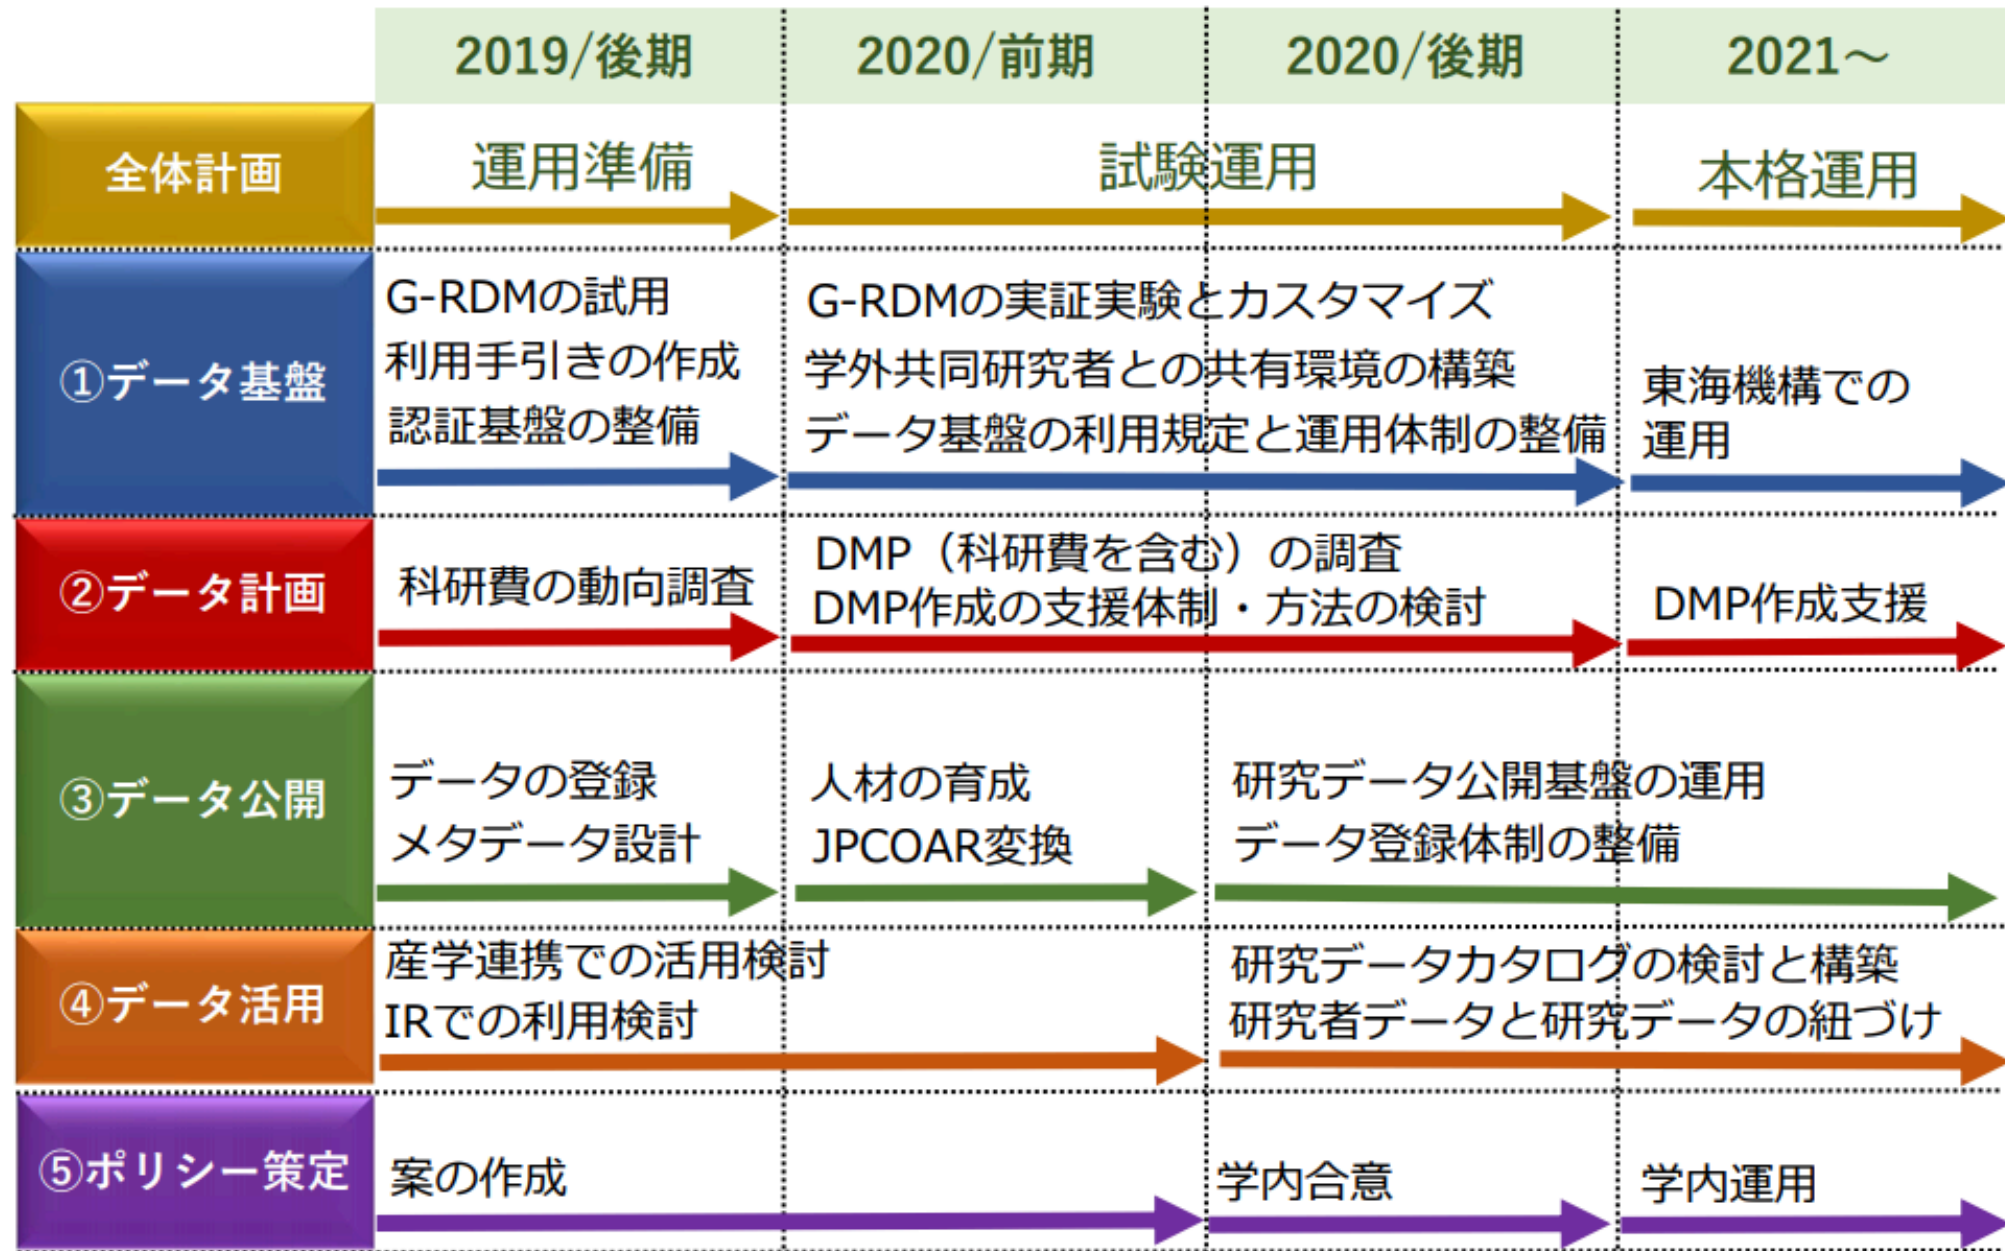 2019/後期
2020/前期
2020/後期
2021～
全体計画
運用準備
試験運用
本格運用
①データ基盤
G-RDMの試用
利用手引きの作成
認証基盤の整備
G-RDMの実証実験とカスタマイズ
学外共同研究者との共有環境の構築
データ基盤の利用規定と運用体制の整備
東海機構での
運用
②データ計画
科研費の動向調査
DMP（科研費を含む）の調査
DMP作成の支援体制・方法の検討
DMP作成支援
③データ公開
データの登録
メタデータ設計
人材の育成
JPCOAR変換
研究データ公開基盤の運用
データ登録体制の整備
④データ活用
産学連携での活用検討
IRでの利用検討
研究データカタログの検討と構築
研究者データと研究データの紐づけ
⑤ポリシー策定
案の作成
学内合意
学内運用